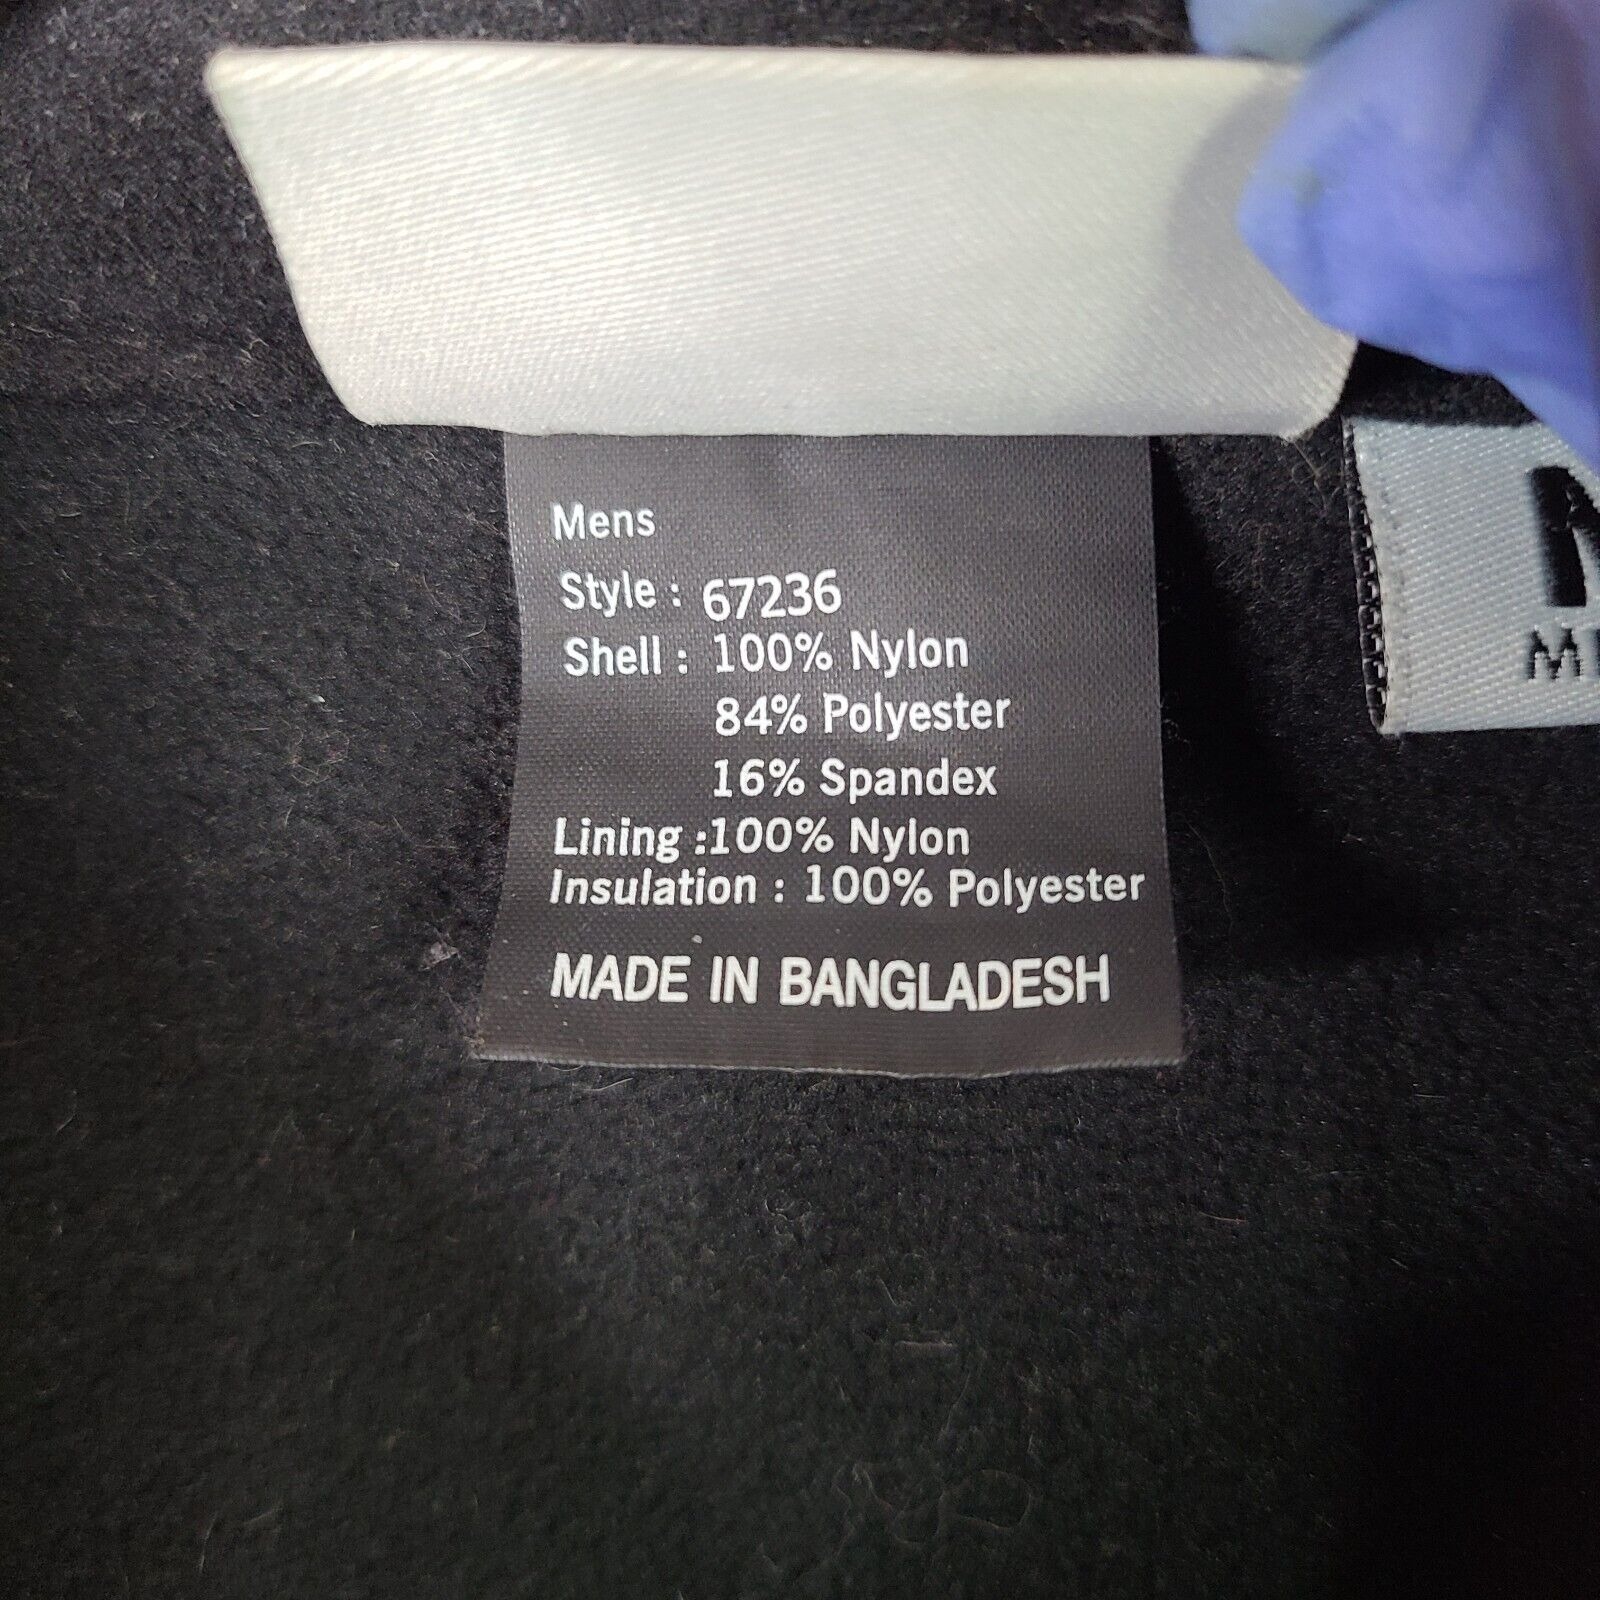 Mens
Style : 67236
Shell : 100% Nylon
84% Polyester
16% Spandex
Lining :100% Nylon
Insulation : 100% Polyester
MADE IN BANGLADESH